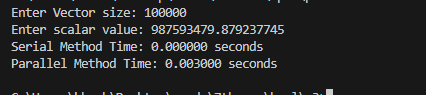 Enter Vector size: 100000
Enter scalar value: 987593479.879237745
Serial Method Time: 0.000000 seconds
Parallel Method Time: 0.003000 seconds